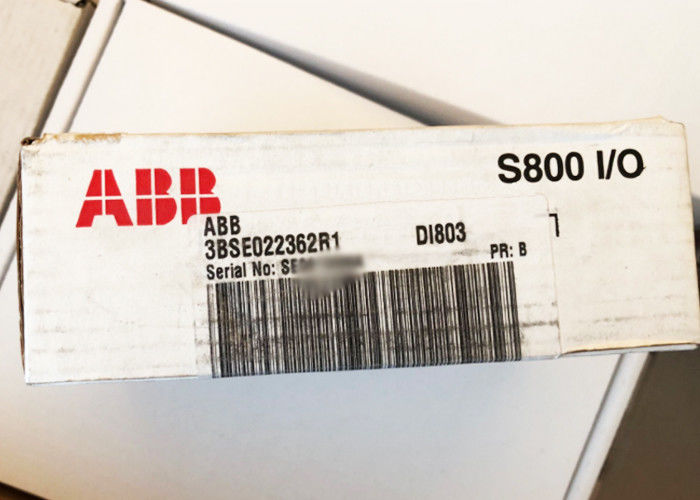 ABB
S800 I/O
ABB
3BSE022362R1 DI803
Serial No: PR: B